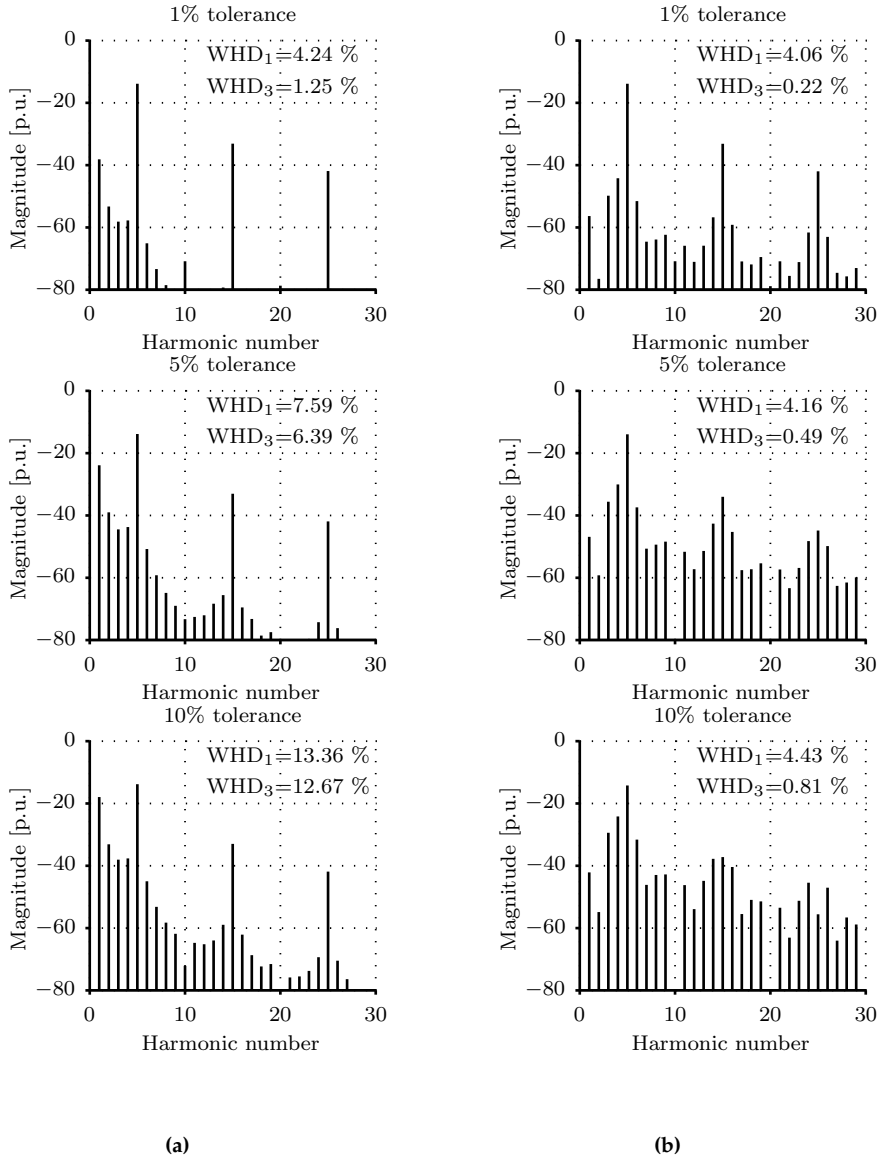 1% tolerance
WHD1=4.24 %
WHD3=1.25 %
Magnitude [p.u.]
0
−20
−40
−60
−80
0 10 20 30
Harmonic number
5% tolerance
WHD1=7.59 %
WHD3=6.39 %
Magnitude [p.u.]
0
−20
−40
−60
−80
0 10 20 30
Harmonic number
10% tolerance
WHD1=13.36 %
WHD3=12.67 %
Magnitude [p.u.]
0
−20
−40
−60
−80
0 10 20 30
Harmonic number
(a)
1% tolerance
WHD1=4.06 %
WHD3=0.22 %
Magnitude [p.u.]
0
−20
−40
−60
−80
0 10 20 30
Harmonic number
5% tolerance
WHD1=4.16 %
WHD3=0.49 %
Magnitude [p.u.]
0
−20
−40
−60
−80
0 10 20 30
Harmonic number
10% tolerance
WHD1=4.43 %
WHD3=0.81 %
Magnitude [p.u.]
0
−20
−40
−60
−80
0 10 20 30
Harmonic number
(b)